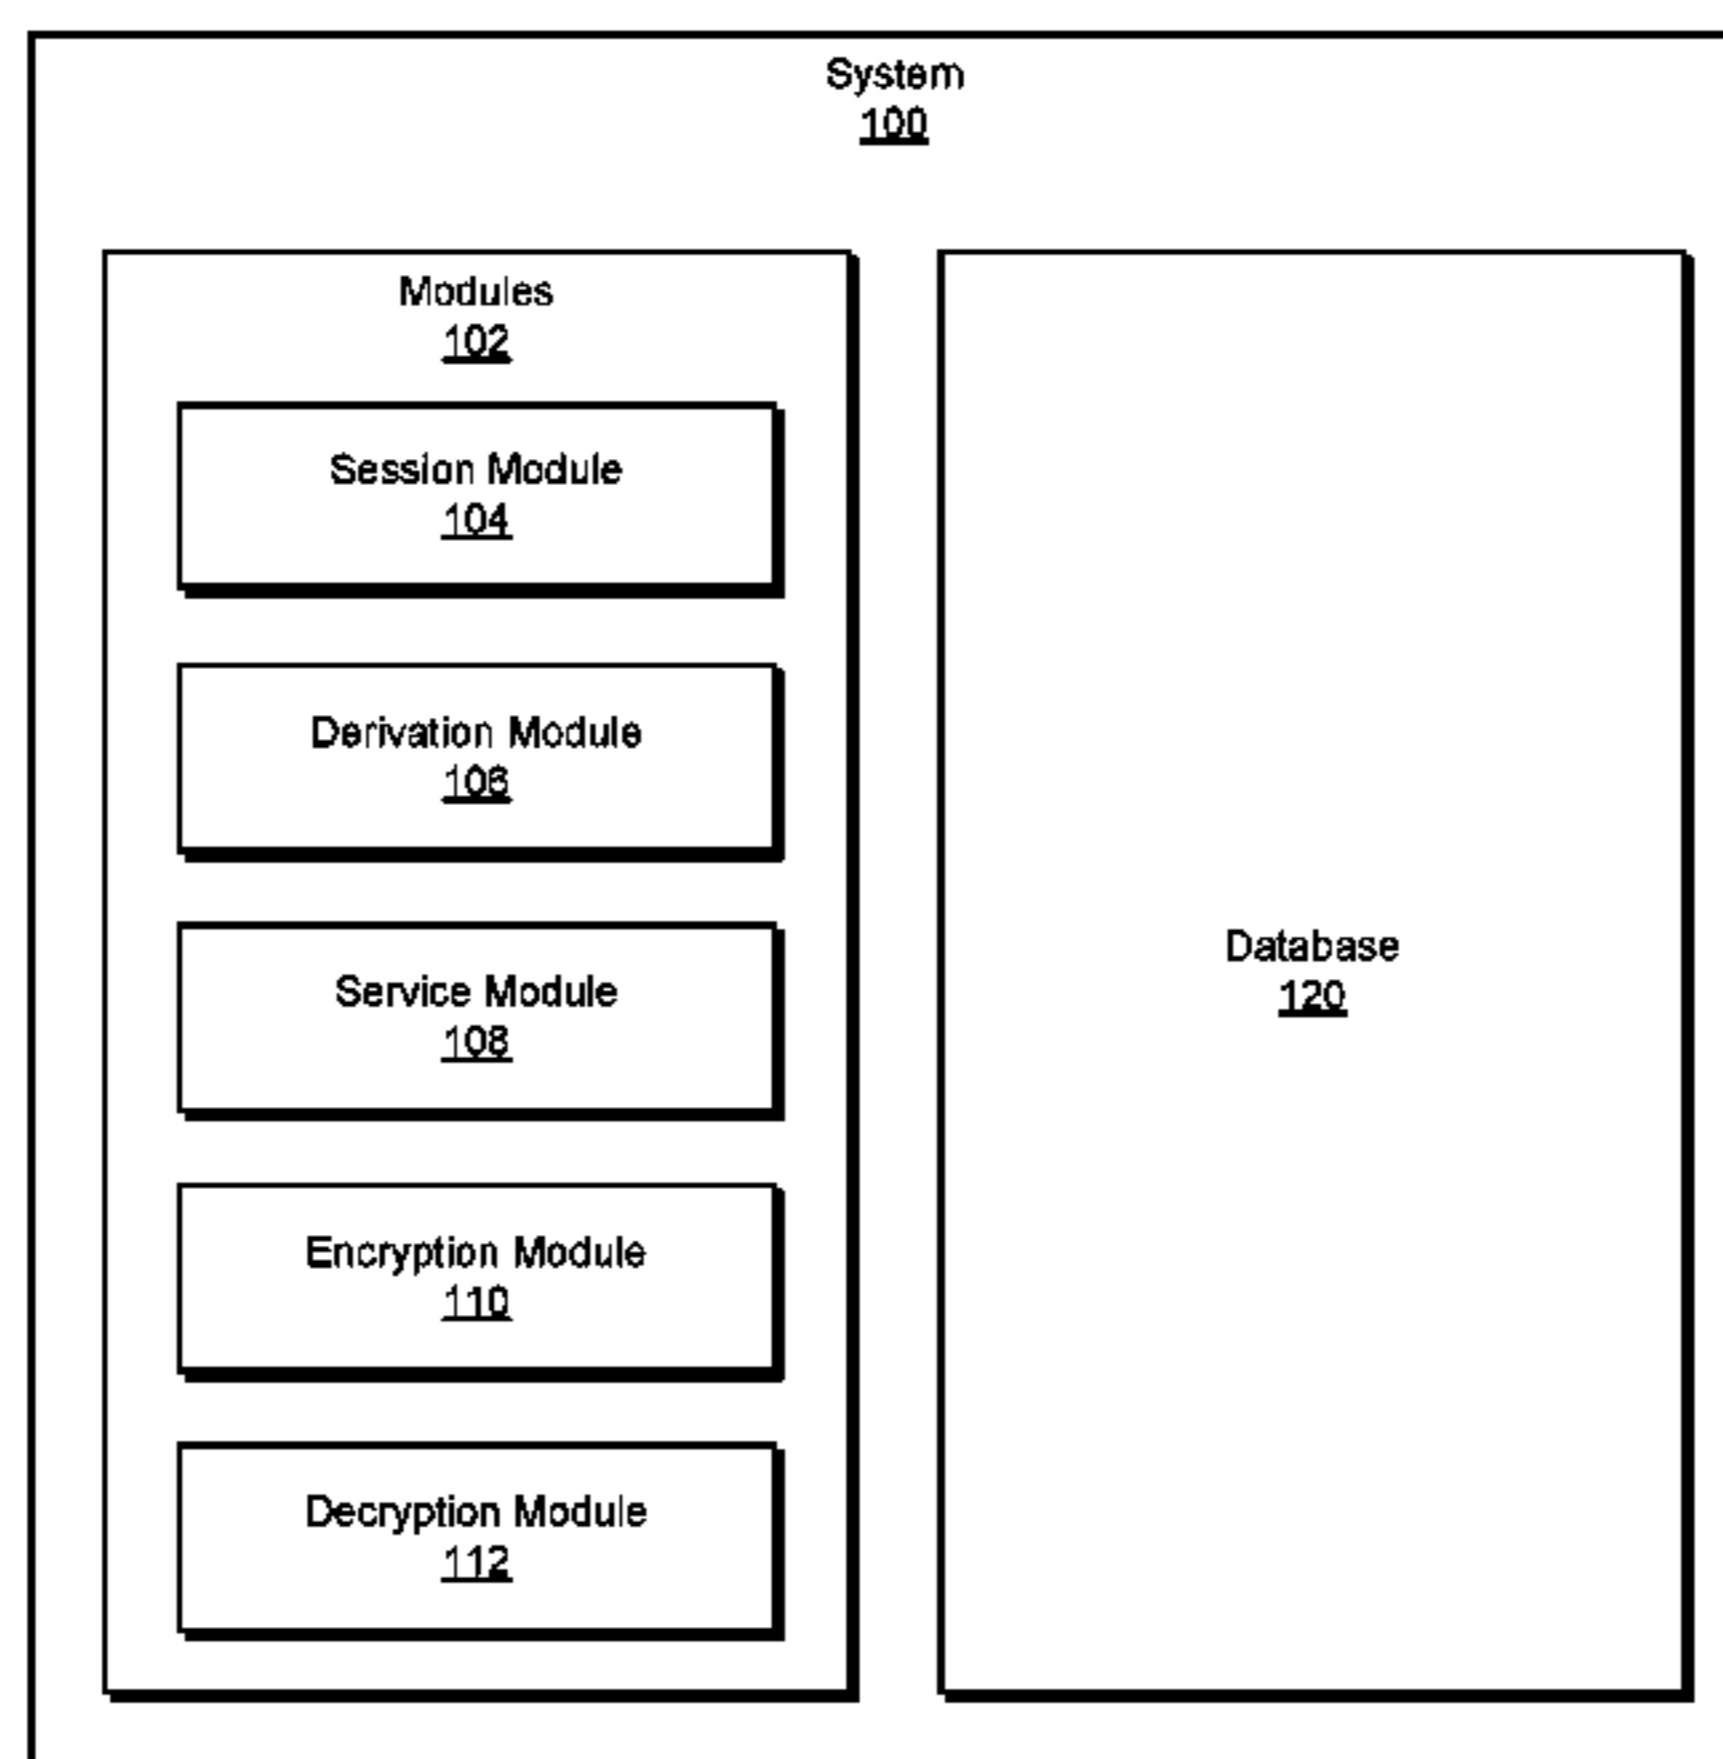 System
100
Modules
102
Session Module
104
Derivation Module
106
Service Module
108
Encryption Module
110
Decryption Module
112
Database
120